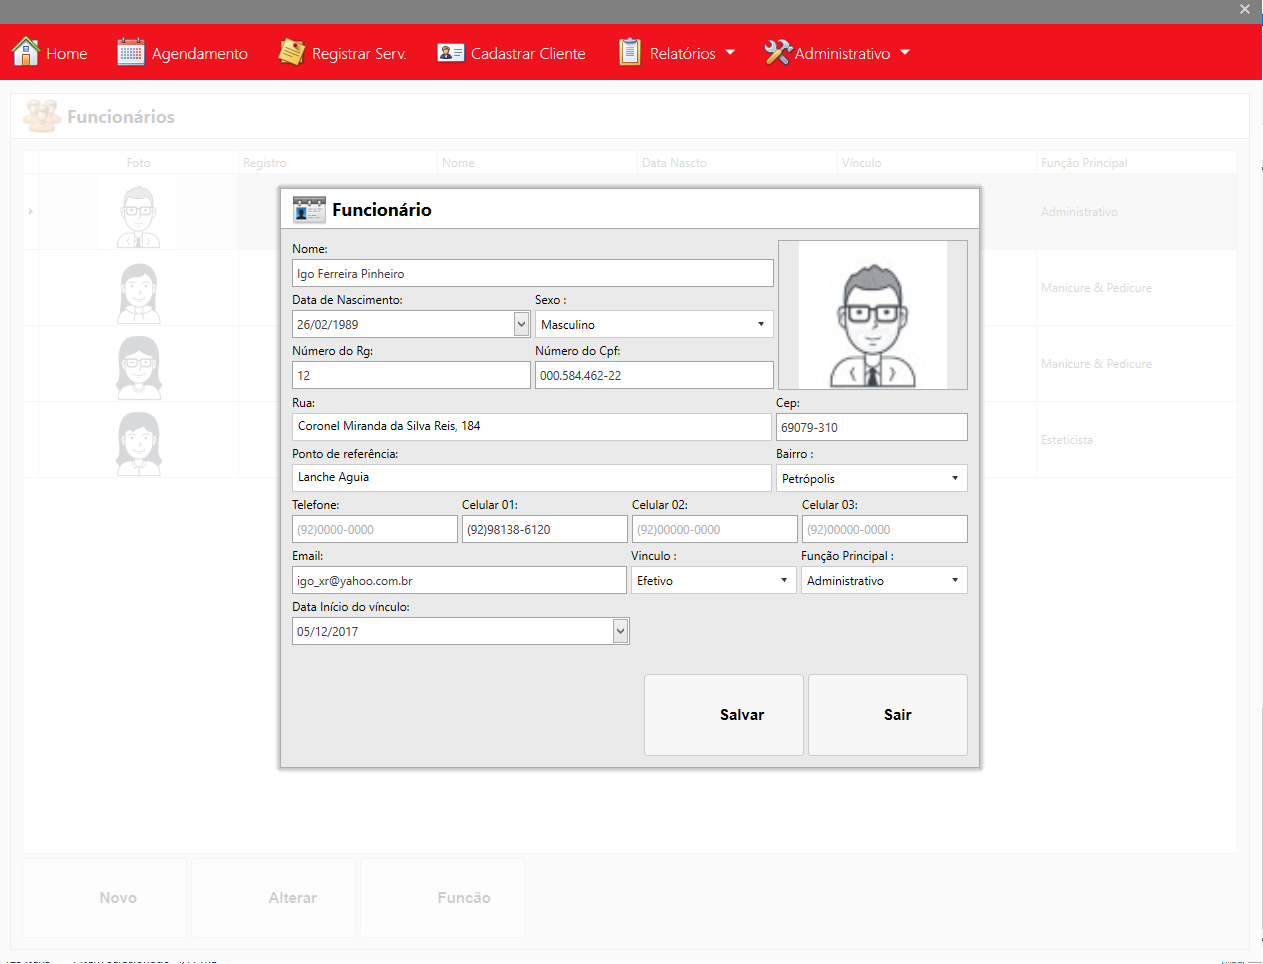 Home Agendamento Registrar Serv. Cadastrar Cliente Relatórios Administrativo
Funcionários
Foto Registro Nome Data Nascto Vínculo Função Principal
Administrativo
Manicure & Pedicure
Manicure & Pedicure
Esteticista
Funcionário
Nome:
Igo Ferreira Pinheiro
Data de Nascimento: Sexo :
26/02/1989 Masculino
Número do Rg: Número do Cpf:
12 000.584.462-22
Rua: Cep:
Coronel Miranda da Silva Reis, 184 69079-310
Ponto de referência: Bairro :
Lanche Aguia Petrópolis
Telefone: Celular 01: Celular 02: Celular 03:
(92)0000-0000 (92)98138-6120 (92)00000-0000 (92)00000-0000
Email: Vinculo : Função Principal :
igo_xr@yahoo.com.br Efetivo Administrativo
Data Início do vínculo:
05/12/2017
Salvar Sair
Novo Alterar Funcão